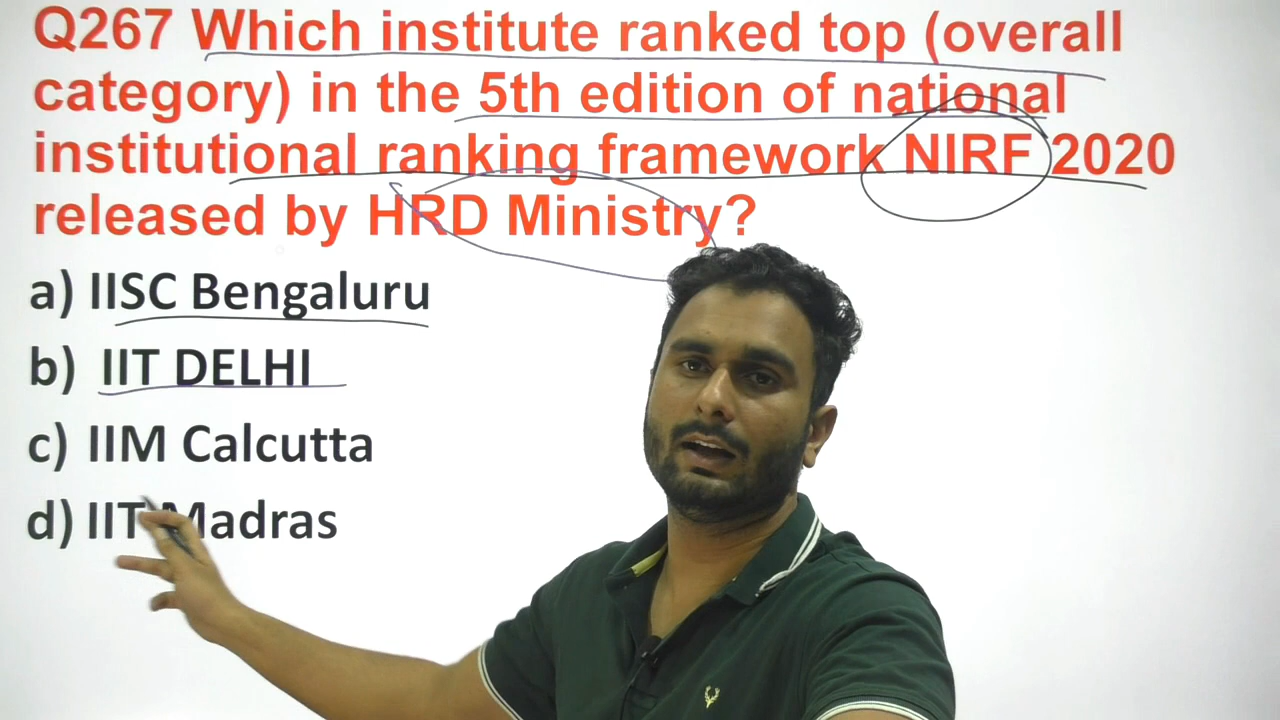 Q267 Which institute ranked top (overall
category) in the 5th edition of national
institutional ranking framework NIRF 2020
released by HRD Ministry?
a) IISC Bengaluru
b) IIT DELHI
c) IIM Calcutta
d) IIT Madras